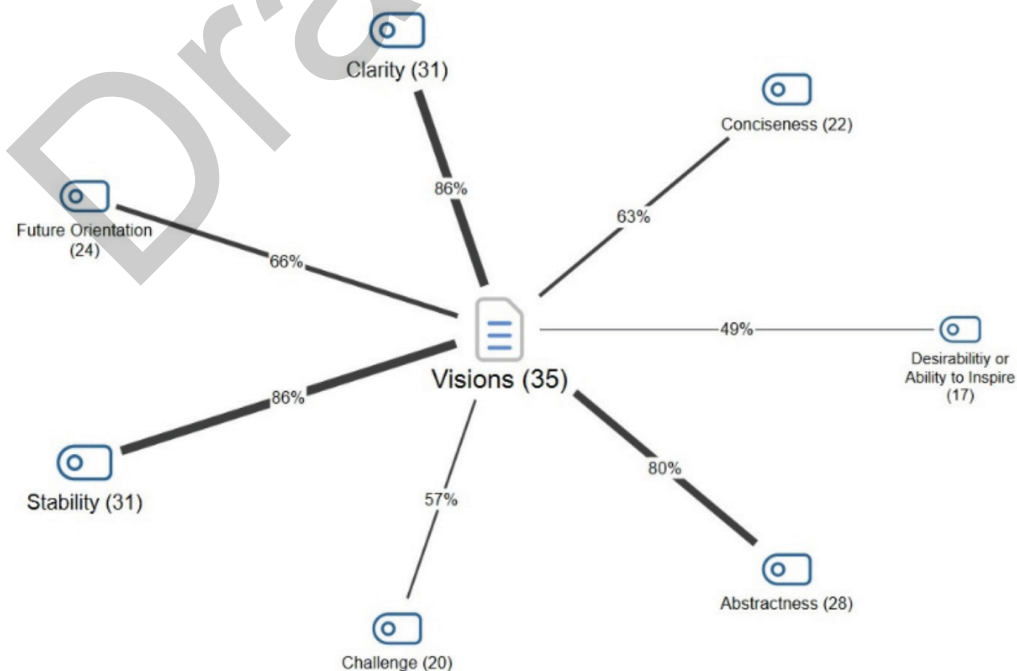 Draft
Clarity (31)
Conciseness (22)
86%
63%
Future Orientation
(24)
66%
49%
Desirabilitiy or
Ability to Inspire
(17)
Visions (35)
86%
80%
Stability (31)
57%
Abstractness (28)
Challenge (20)